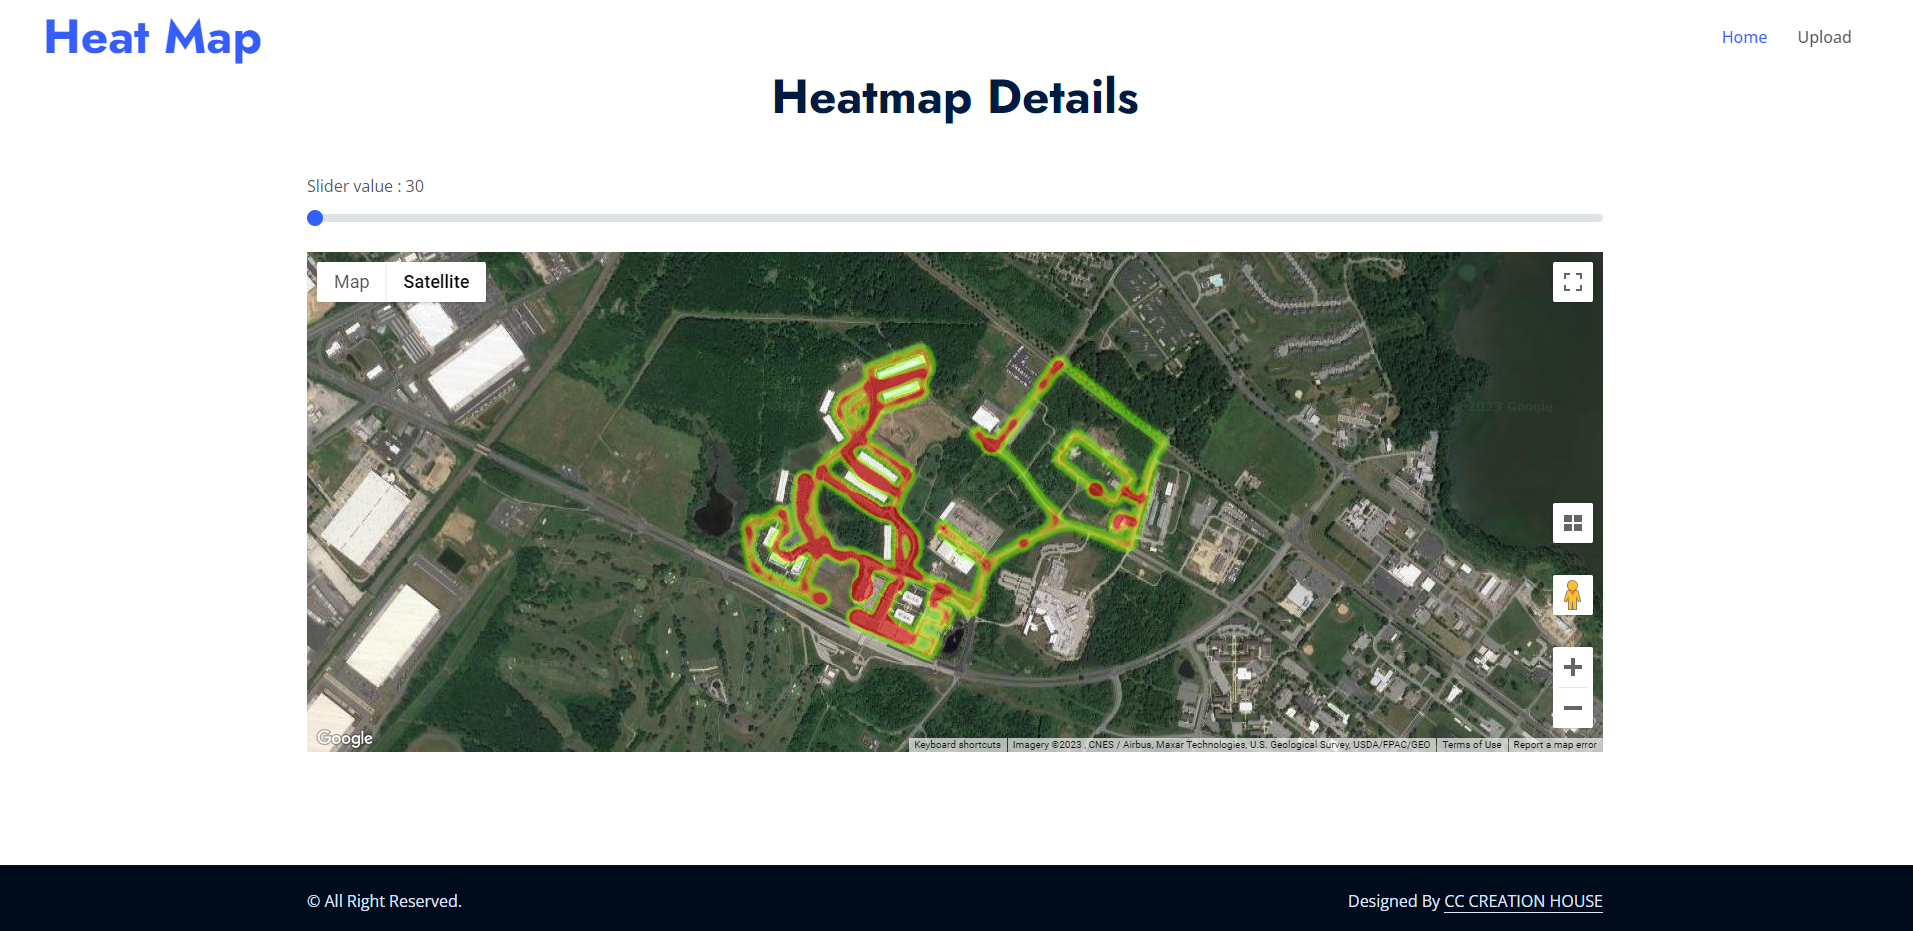 Heat Map
Home
Upload
Heatmap Details
Slider value : 30
Map
Satellite
2023 Google
Google
Keyboard shortcuts
Imagery ©2023 , CNES / Airbus, Maxar Technologies, U.S. Geological Survey, USDA/FPAC/GEO
Terms of Use
Report a map error
© All Right Reserved.
Designed By CC CREATION HOUSE